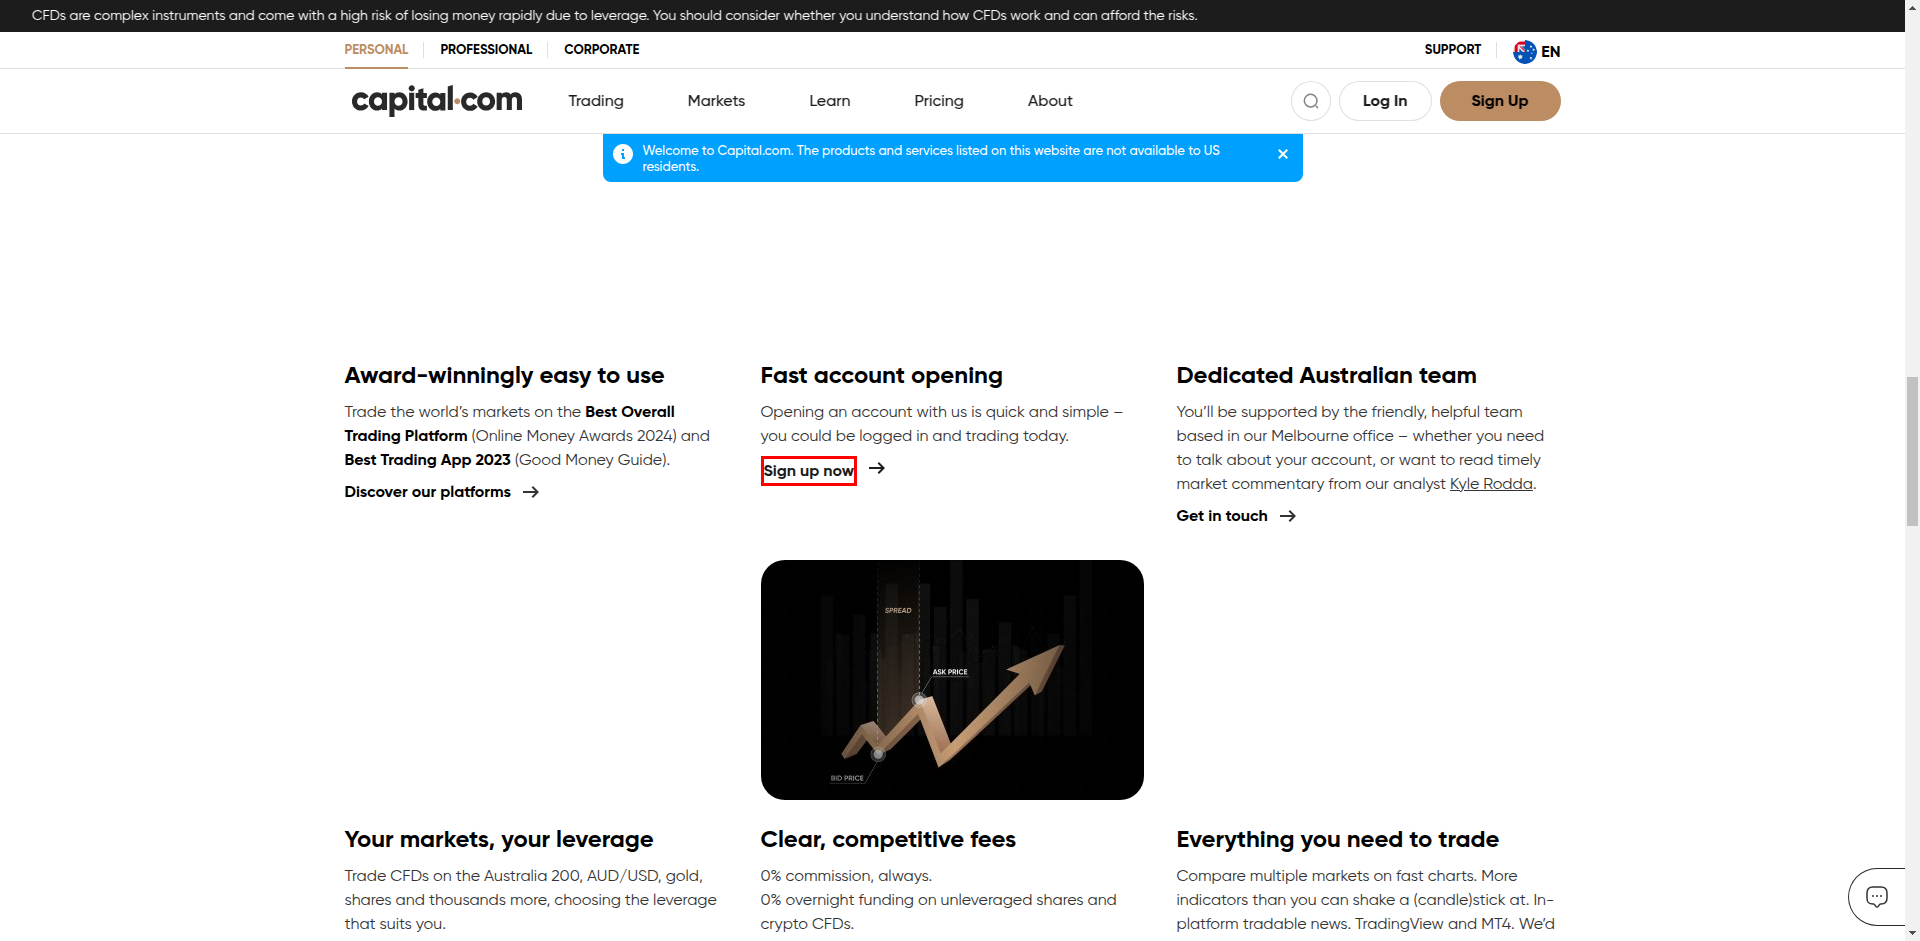 CFDs are complex instruments and come with a high risk of losing money rapidly due to leverage. You should consider whether you understand how CFDs work and can afford the risks.
PERSONAL
PROFESSIONAL
CORPORATE
SUPPORT
EN
capital.com
Trading
Markets
Learn
Pricing
About
Log In
Sign Up
Welcome to Capital.com. The products and services listed on this website are not available to US
residents.
Award-winningly easy to use
Trade the world’s markets on the Best Overall
Trading Platform (Online Money Awards 2024) and
Best Trading App 2023 (Good Money Guide).
Discover our platforms
Fast account opening
Opening an account with us is quick and simple –
you could be logged in and trading today.
Sign up now
Dedicated Australian team
You’ll be supported by the friendly, helpful team
based in our Melbourne office – whether you need
to talk about your account, or want to read timely
market commentary from our analyst Kyle Rodda.
Get in touch
SPREAD
ASK PRICE
BID PRICE
Your markets, your leverage
Trade CFDs on the Australia 200, AUD/USD, gold,
shares and thousands more, choosing the leverage
that suits you.
Clear, competitive fees
0% commission, always.
0% overnight funding on unleveraged shares and
crypto CFDs.
Everything you need to trade
Compare multiple markets on fast charts. More
indicators than you can shake a (candle)stick at. In-
platform tradable news. TradingView and MT4. We’d